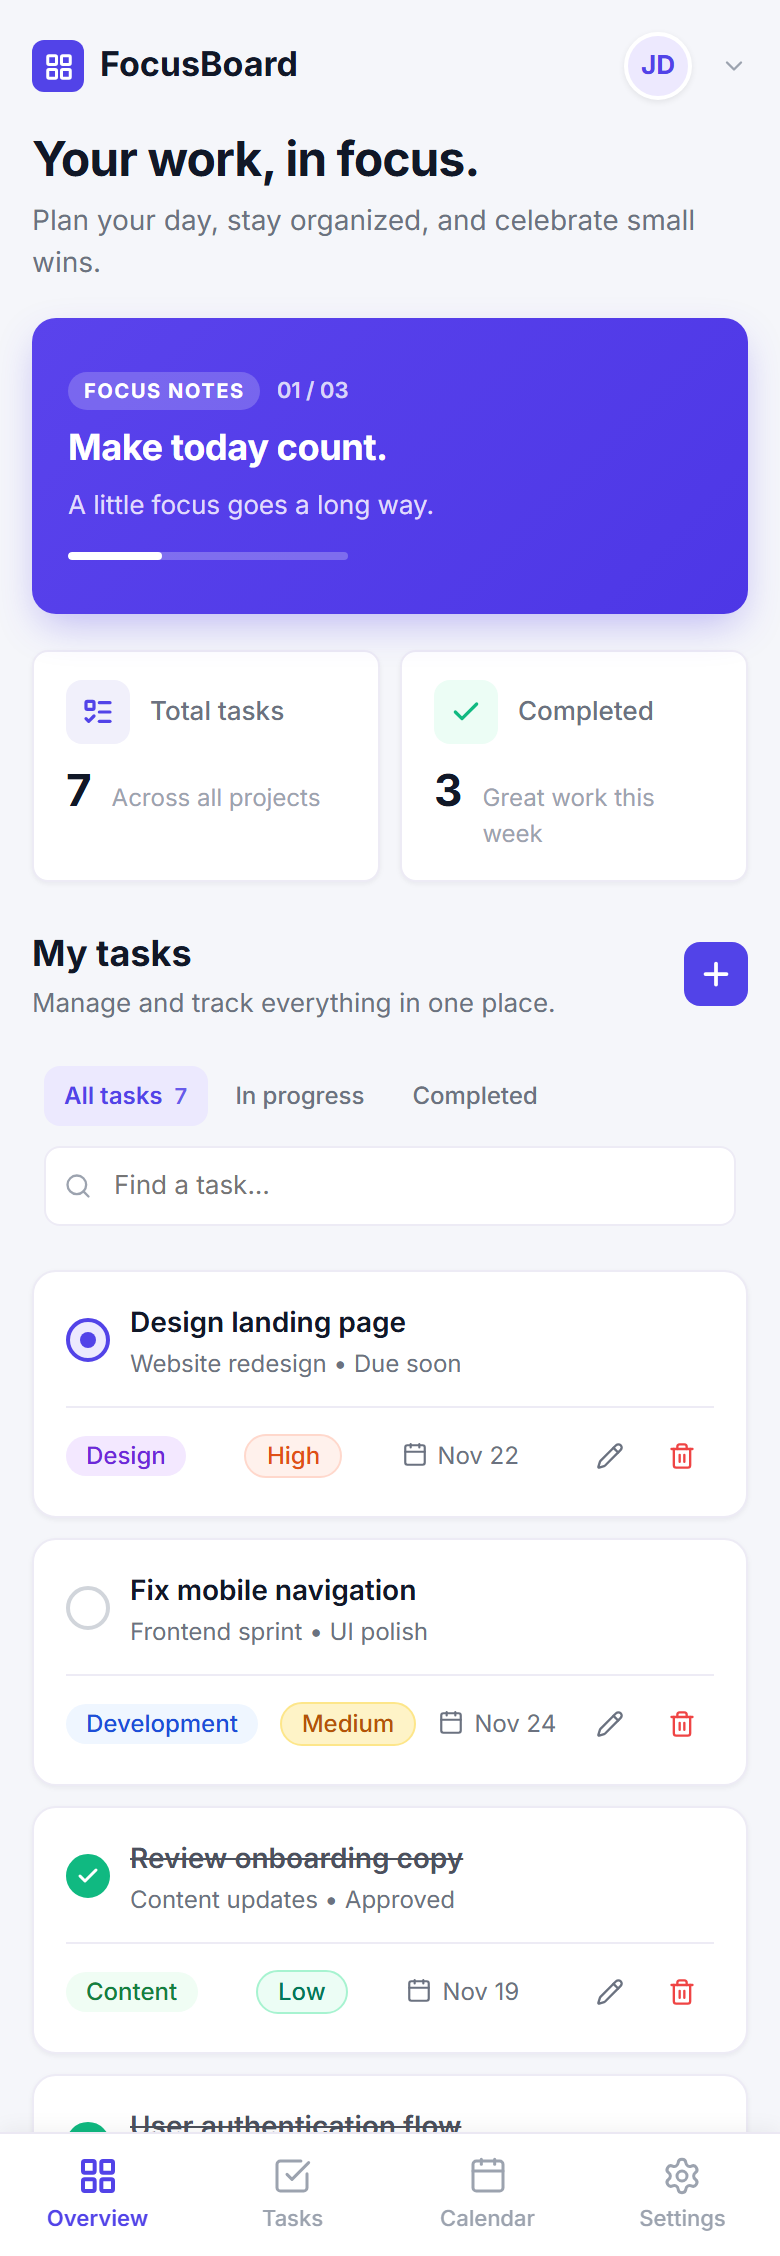 FocusBoard
JD
Your work, in focus.
Plan your day, stay organized, and celebrate small
wins.
FOCUS NOTES 01 / 03
Make today count.
A little focus goes a long way.
Total tasks
7 Across all projects
Completed
3 Great work this
week
My tasks
Manage and track everything in one place.
All tasks 7 In progress Completed
Find a task...
Design landing page
Website redesign • Due soon
Design High Nov 22
Fix mobile navigation
Frontend sprint • UI polish
Development Medium Nov 24
Review onboarding copy
Content updates • Approved
Content Low Nov 19
User authentication flow
Overview Tasks Calendar Settings